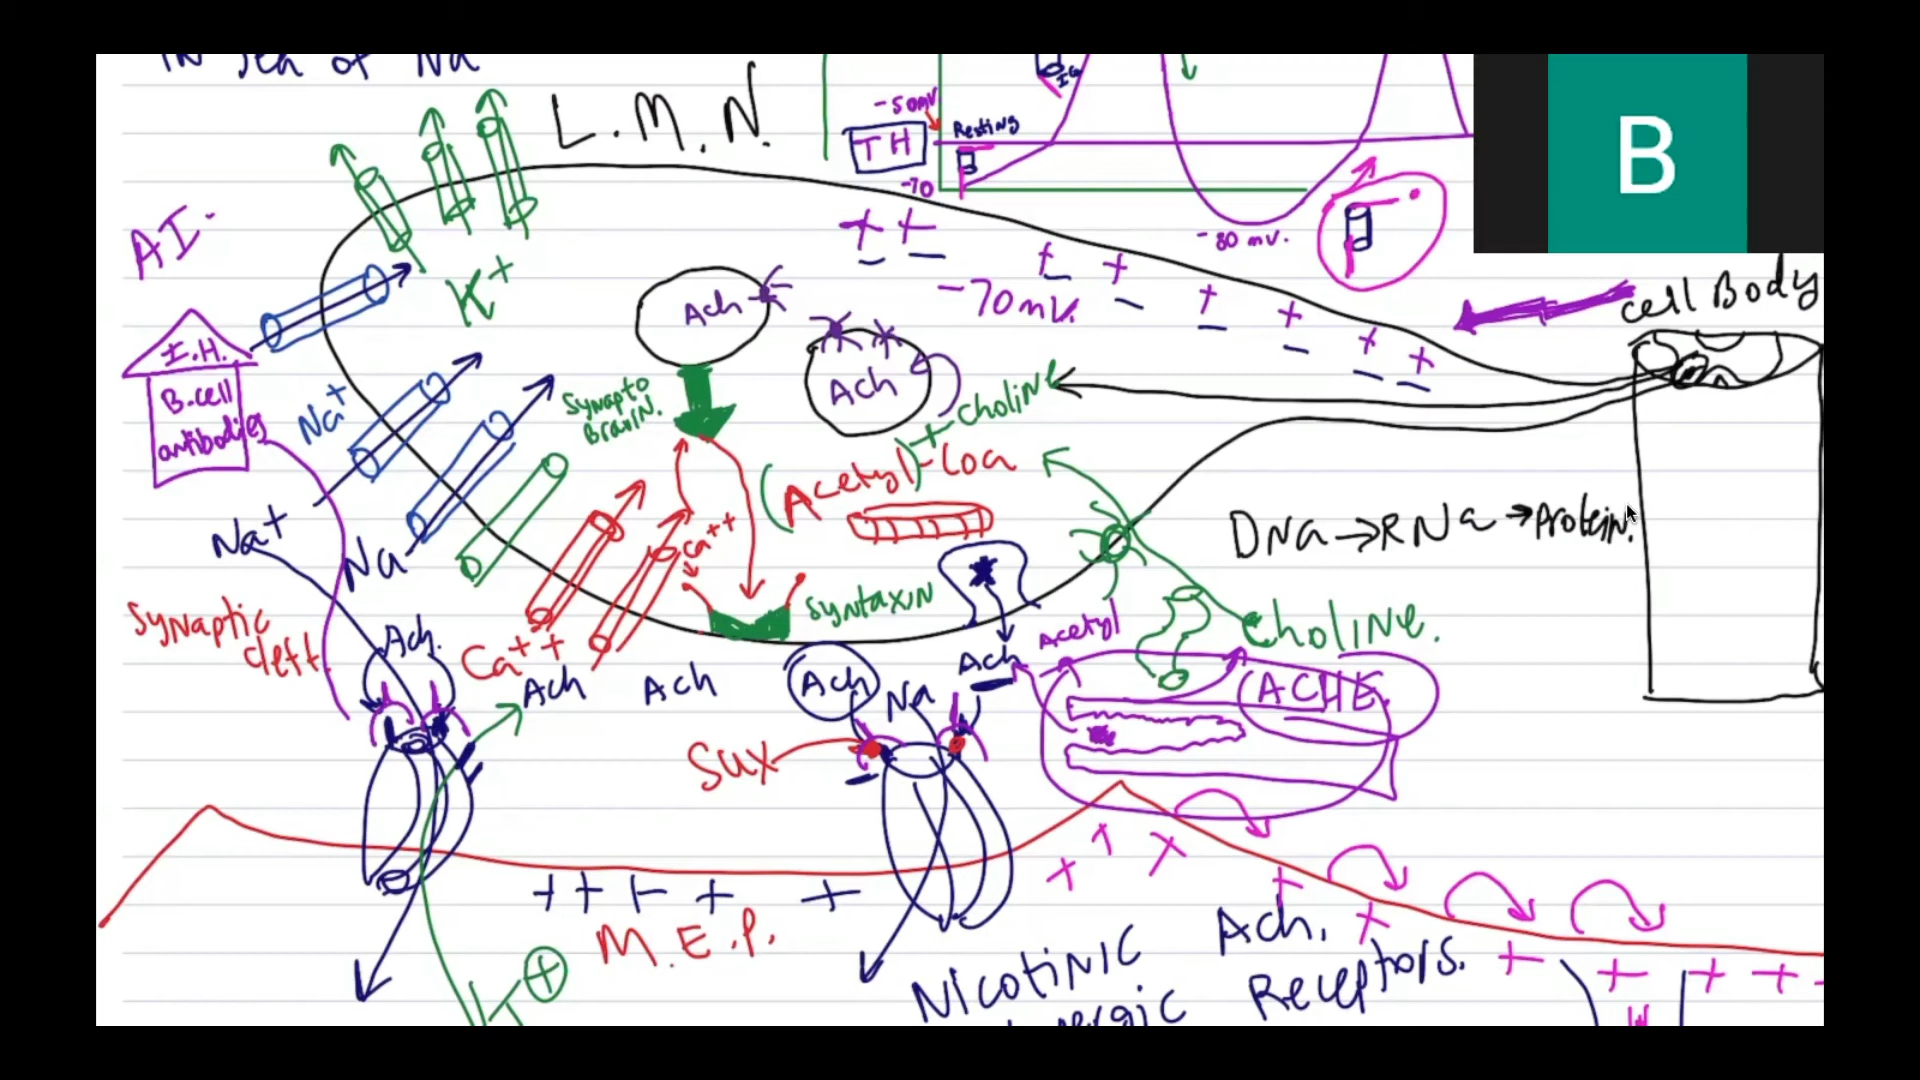 L.M.N.
-50mV
TH
Resting
-70
-80 mV.
B
AI.
K+
-70mV.
cell Body
I.H.
B.cell
antibodies
Ach
Ach
Na+
Synapto
Brain.
+ choline
(Acetyl)-Coa
DNa→RNa→Protein.
Na+
Na
Ca++
Syntaxin
Synaptic
cleft
Ach.
Ca++
Acetyl
CholiNe.
Ach
Ach
Ach
Na
Ach
ACHE
Sux
++ + + +
M.E.P.
Nicotinic Ach.
Receptors.